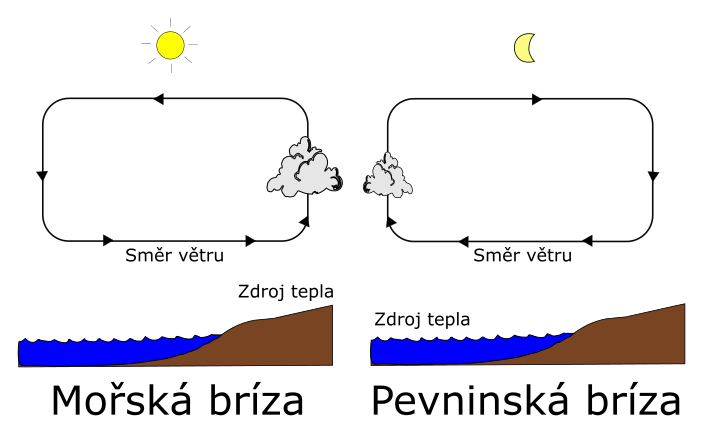 Směr větru
Směr větru
Zdroj tepla
Zdroj tepla
Mořská bríza
Pevninská bríza